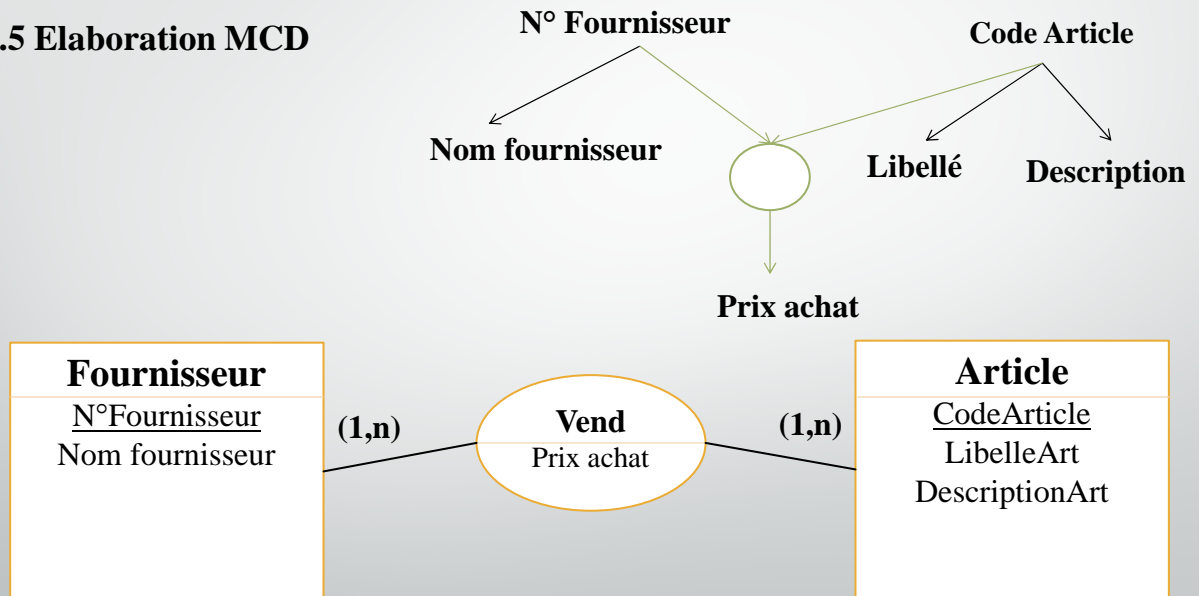 .5 Elaboration MCD
N° Fournisseur
Code Article
Nom fournisseur
Libellé
Description
Prix achat
Fournisseur
N°Fournisseur
Nom fournisseur
(1,n)
Vend
Prix achat
(1,n)
Article
CodeArticle
LibelleArt
DescriptionArt